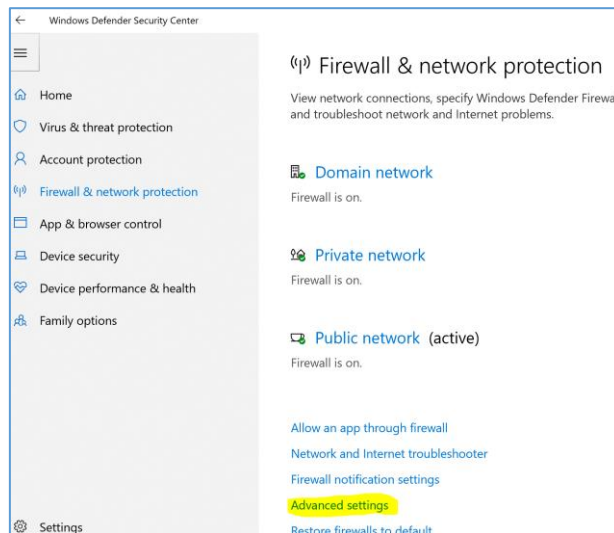 Windows Defender Security Center
Home
Virus & threat protection
Account protection
Firewall & network protection
App & browser control
Device security
Device performance & health
Family options
Settings
Firewall & network protection
View network connections, specify Windows Defender Firewa
and troubleshoot network and Internet problems.
Domain network
Firewall is on.
Private network
Firewall is on.
Public network (active)
Firewall is on.
Allow an app through firewall
Network and Internet troubleshooter
Firewall notification settings
Advanced settings
Restore firewalls to default